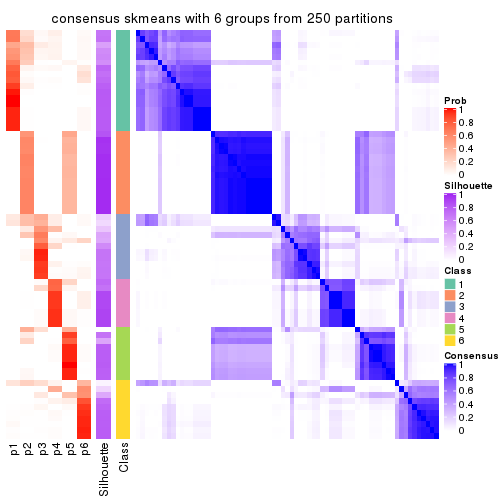 consensus skmeans with 6 groups from 250 partitions
Prob
1
0.8
0.6
0.4
0.2
0
Silhouette
1
0.8
0.6
0.4
0.2
0
Class
1
2
3
4
5
6
Consensus
1
0.8
0.6
0.4
0.2
0
p1
p2
p3
p4
p5
p6
Silhouette
Class